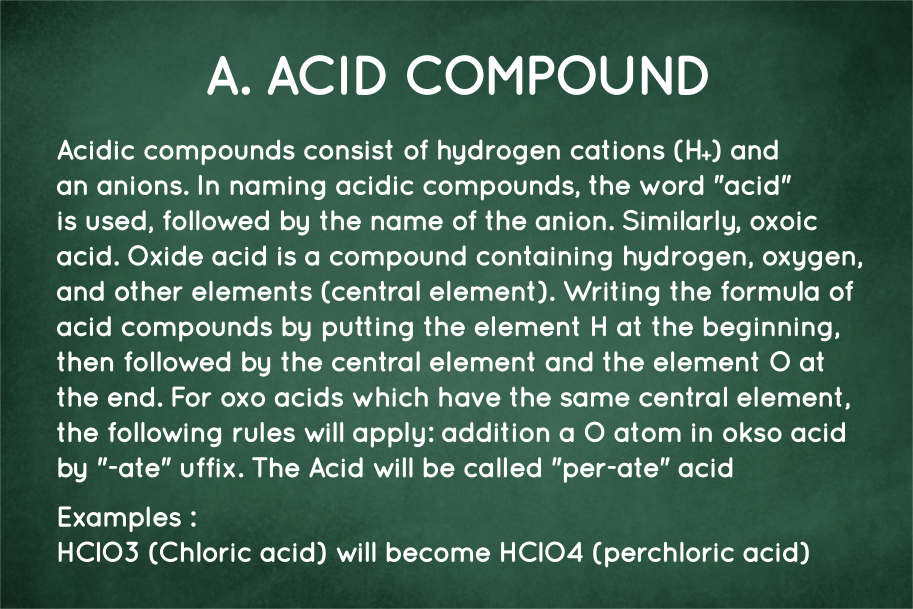 A. ACID COMPOUND
Acidic compounds consist of hydrogen cations (H+) and
an anions. In naming acidic compounds, the word "acid"
is used, followed by the name of the anion. Similarly, oxoic
acid. Oxide acid is a compound containing hydrogen, oxygen,
and other elements (central element). Writing the formula of
acid compounds by putting the element H at the beginning,
then followed by the central element and the element O at
the end. For oxo acids which have the same central element,
the following rules will apply: addition a O atom in okso acid
by "-ate" uffix. The Acid will be called "per-ate" acid
Examples :
HClO3 (Chloric acid) will become HClO4 (perchloric acid)